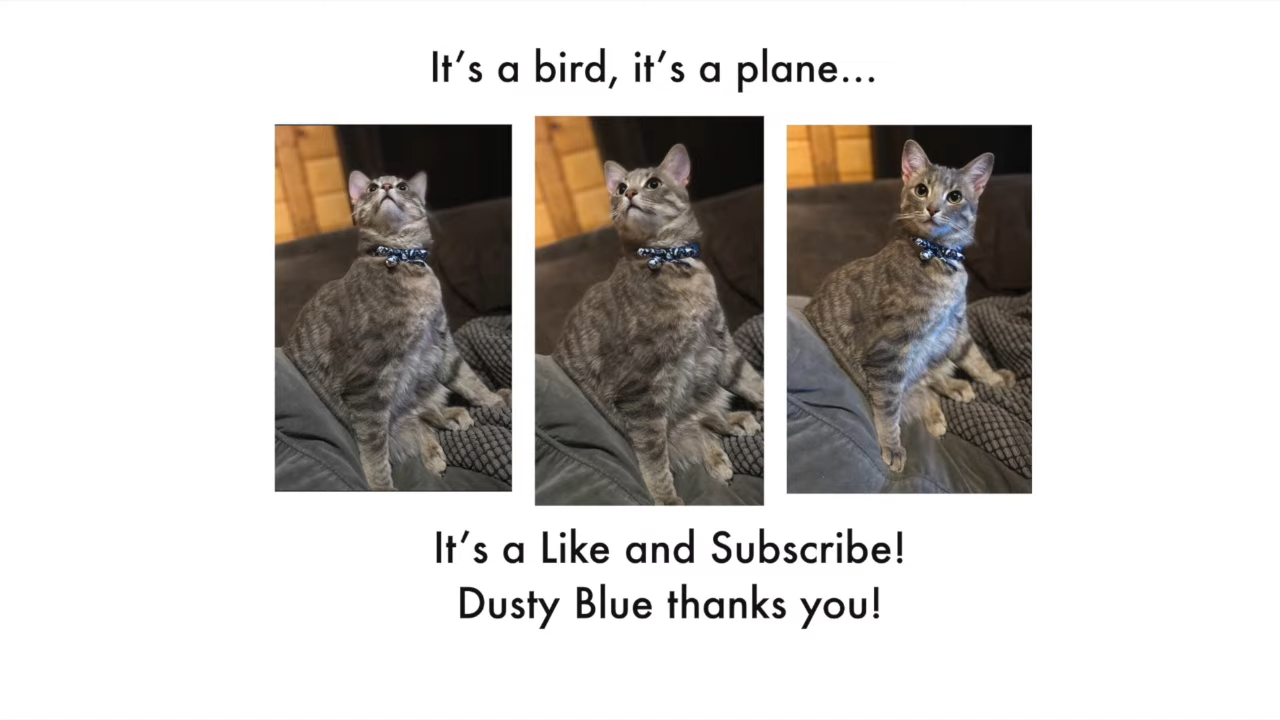 It’s a bird, it’s a plane...
It’s a Like and Subscribe!
Dusty Blue thanks you!